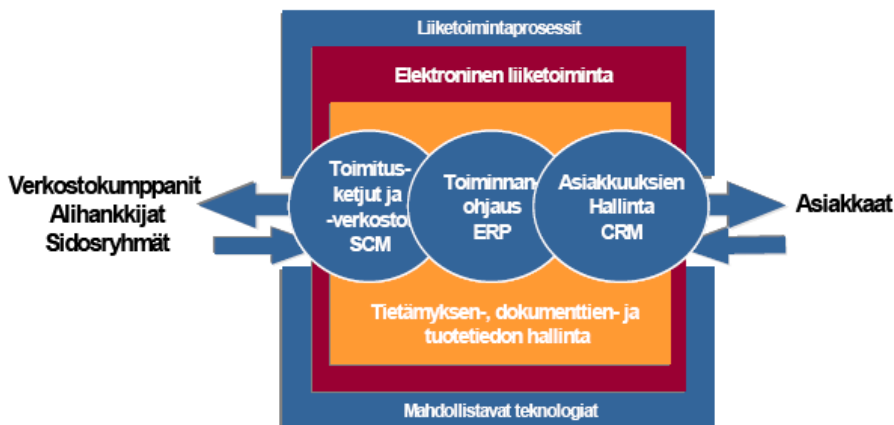 Liiketoimintaprosessit
Elektroninen liiketoiminta
Verkostokumppanit
Alihankkijat
Sidosryhmät
Toimitus-
ketjut ja
-verkosto
SCM
Toiminnan
ohjaus
ERP
Asiakkuuksien
Hallinta
CRM
Asiakkaat
Tietämyksen-, dokumenttien- ja
tuotetiedon hallinta
Mahdollistavat teknologiat